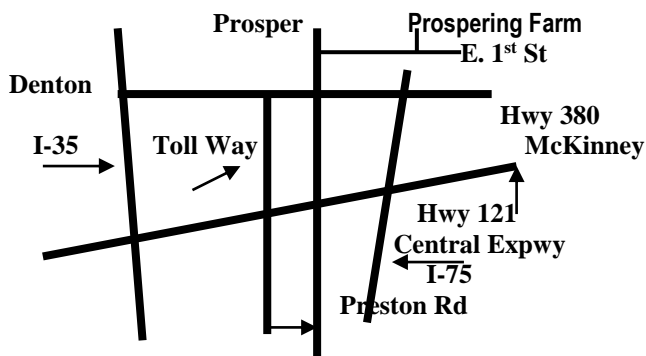 Prosper
Prospering Farm
E. 1st St
Denton
Hwy 380
McKinney
I-35
Toll Way
Hwy 121
Central Expwy
I-75
Preston Rd